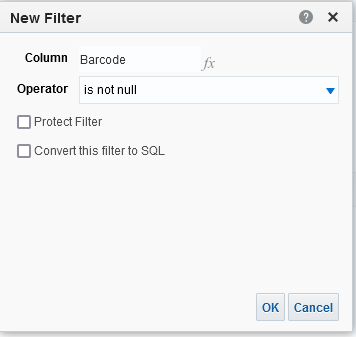 New Filter
Column Barcode fx
Operator is not null
Protect Filter
Convert this filter to SQL
OK Cancel